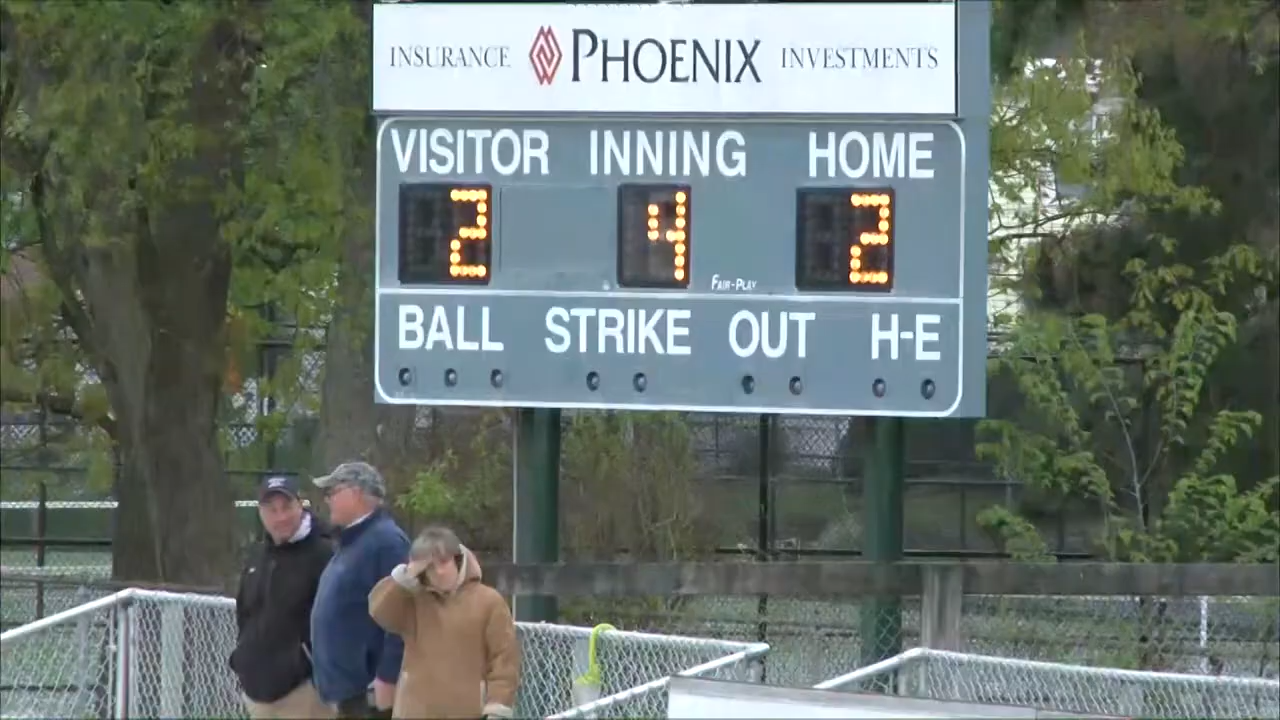 INSURANCE PHOENIX INVESTMENTS
VISITOR INNING HOME
2 4 2
FAIR-PLAY
BALL STRIKE OUT H-E